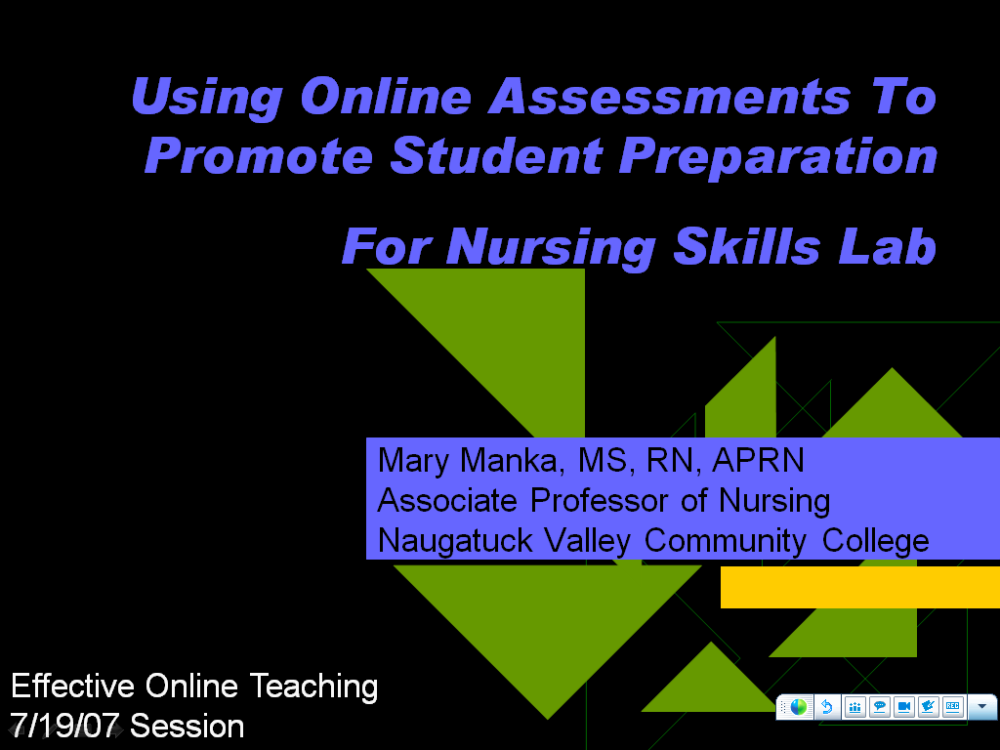 Using Online Assessments To
Promote Student Preparation
For Nursing Skills Lab
Mary Manka, MS, RN, APRN
Associate Professor of Nursing
Naugatuck Valley Community College
Effective Online Teaching
7/19/07 Session
REC